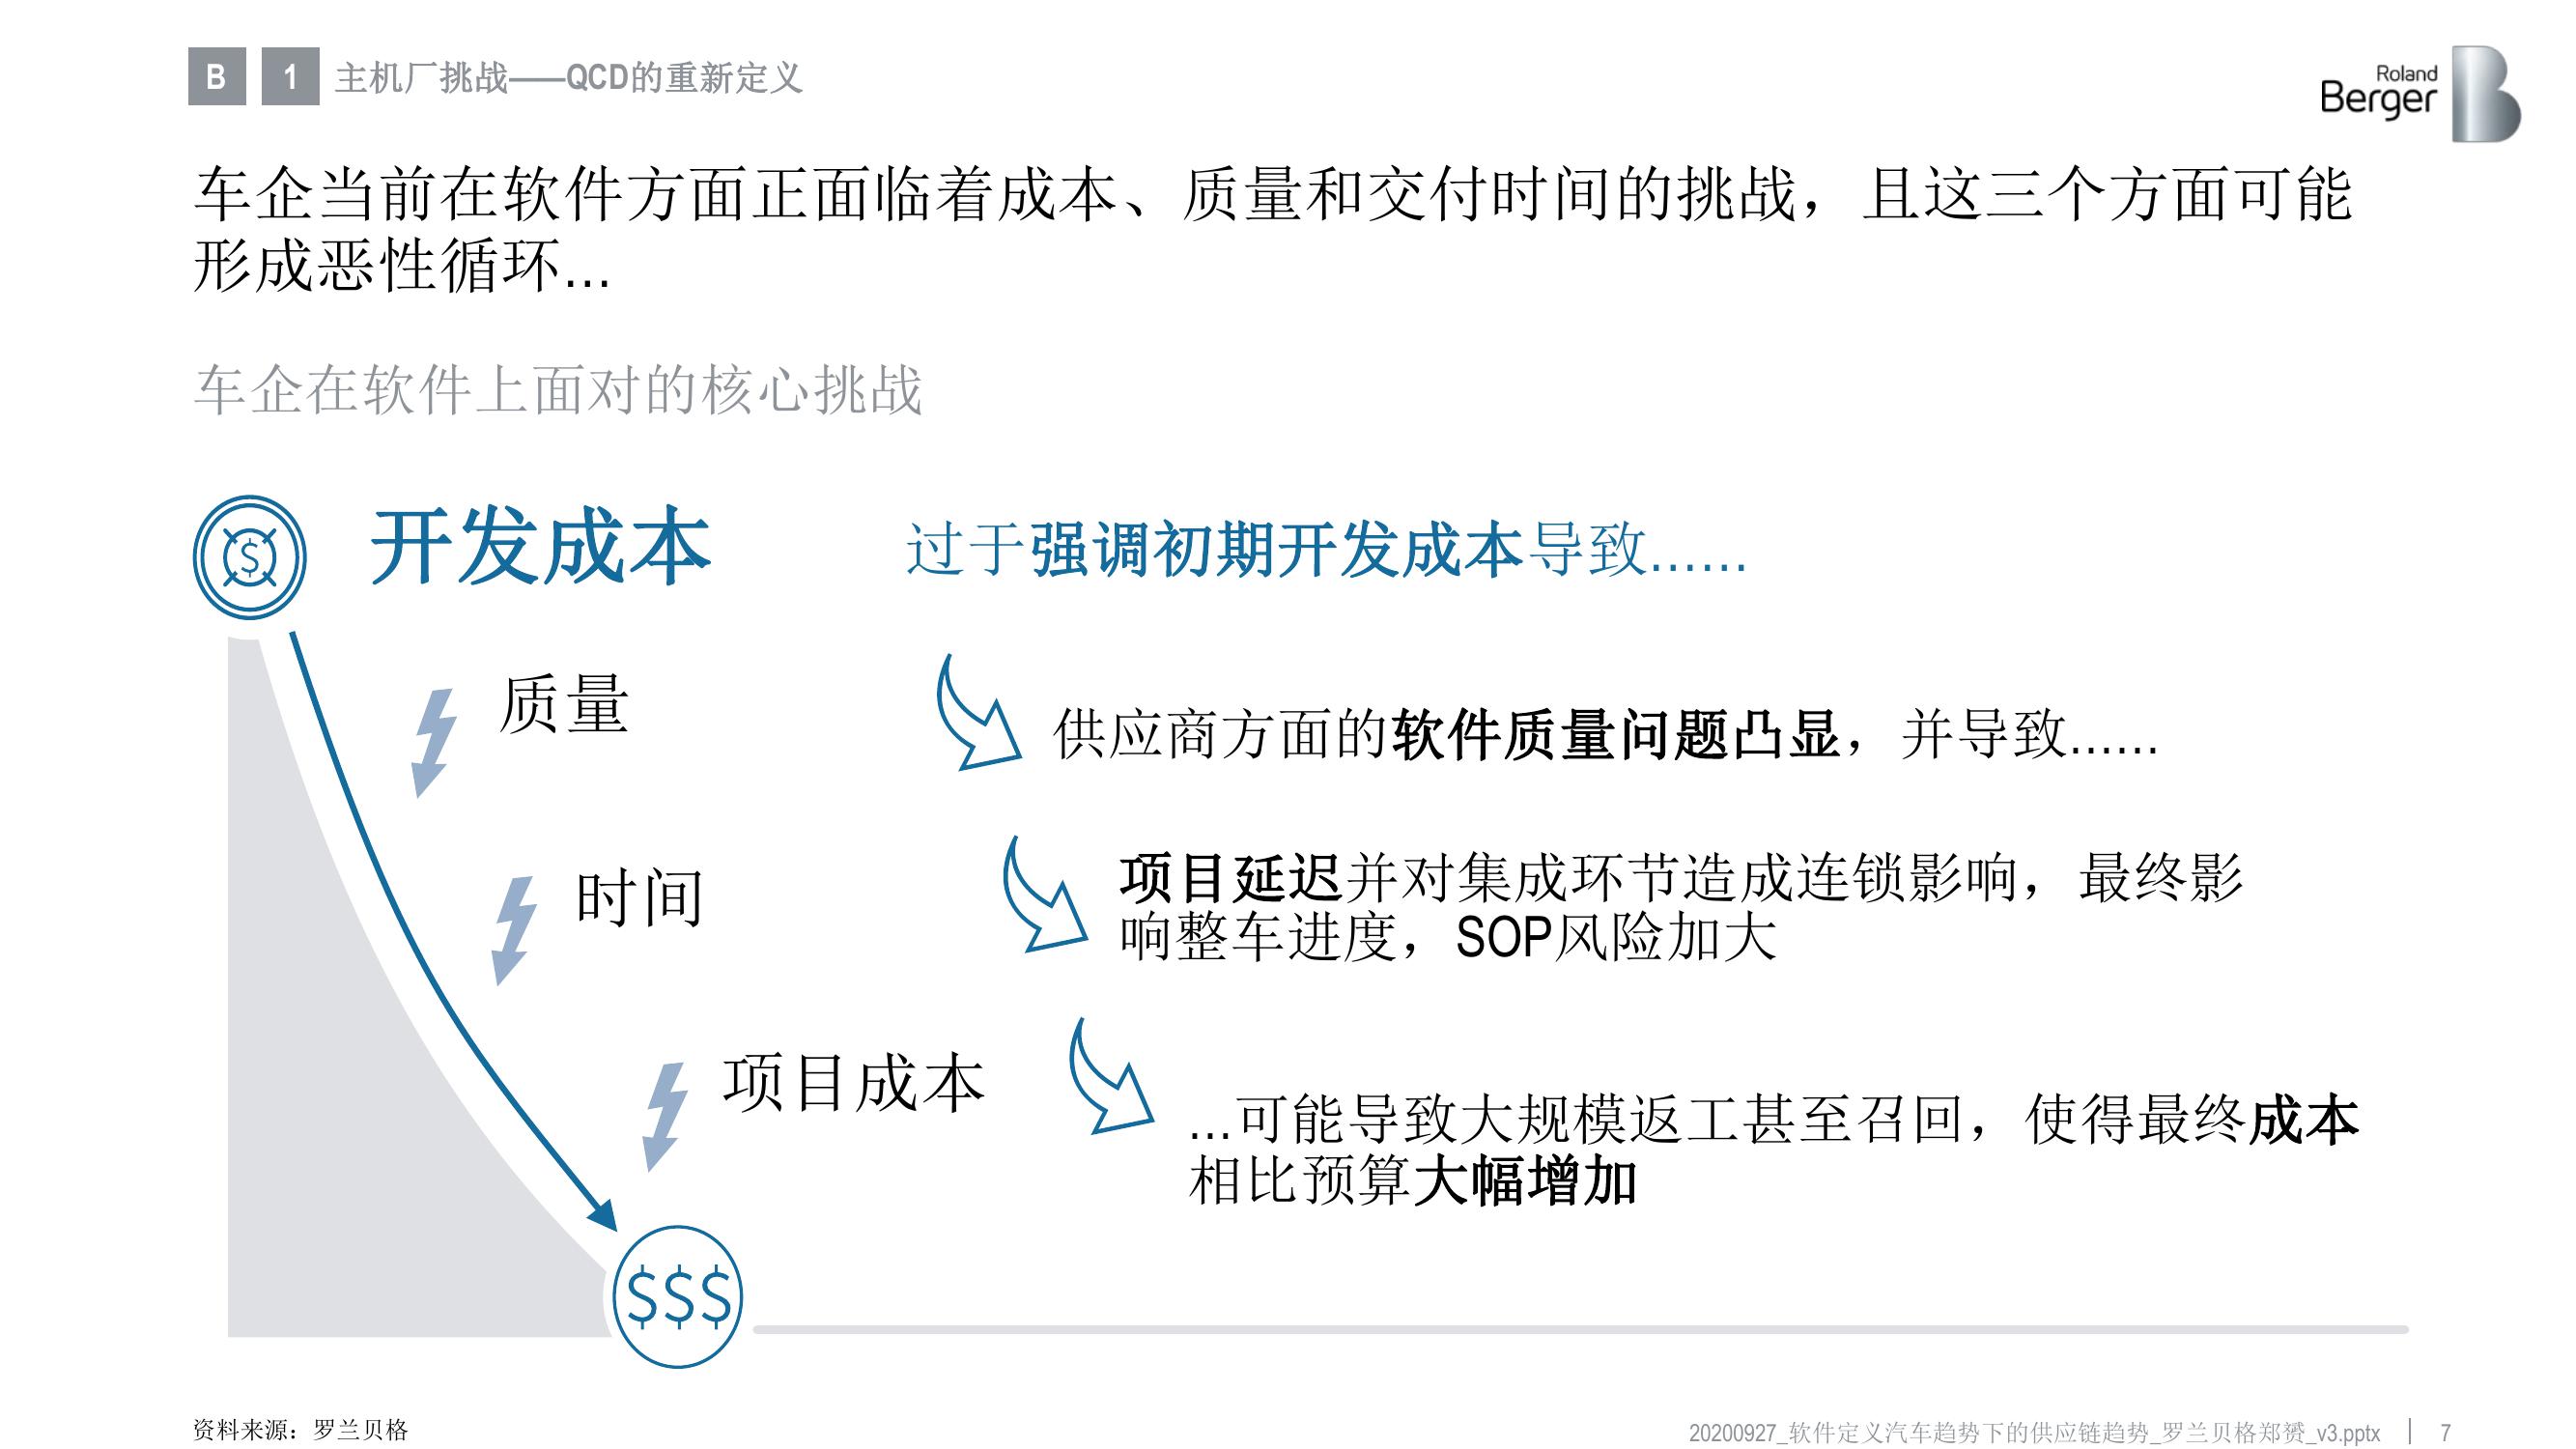 B 1 主机厂挑战——QCD的重新定义
Roland
Berger
车企当前在软件方面正面临着成本、质量和交付时间的挑战，且这三个方面可能
形成恶性循环...
车企在软件上面对的核心挑战
$ 开发成本 过于强调初期开发成本导致......
质量
供应商方面的软件质量问题凸显，并导致......
时间
项目延迟并对集成环节造成连锁影响，最终影
响整车进度，SOP风险加大
项目成本
...可能导致大规模返工甚至召回，使得最终成本
相比预算大幅增加
$$$
资料来源：罗兰贝格
20200927_软件定义汽车趋势下的供应链趋势_罗兰贝格郑赟_v3.pptx 7